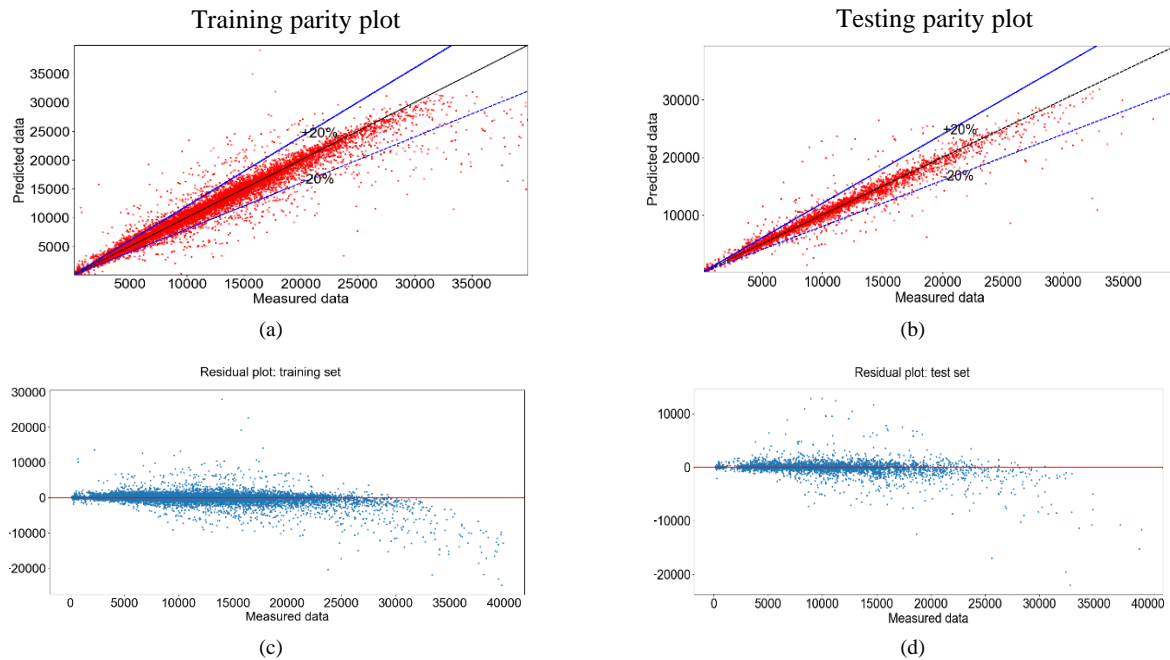 Training parity plot
Testing parity plot
35000
30000
25000
20000
15000
10000
5000
Predicted data
+20%
-20%
5000 10000 15000 20000 25000 30000 35000
Measured data
(a)
30000
20000
10000
Predicted data
+20%
-20%
5000 10000 15000 20000 25000 30000 35000
Measured data
(b)
Residual plot: training set
30000
20000
10000
0
-10000
-20000
0 5000 10000 15000 20000 25000 30000 35000 40000
Measured data
(c)
Residual plot: test set
10000
0
-10000
-20000
0 5000 10000 15000 20000 25000 30000 35000 40000
Measured data
(d)